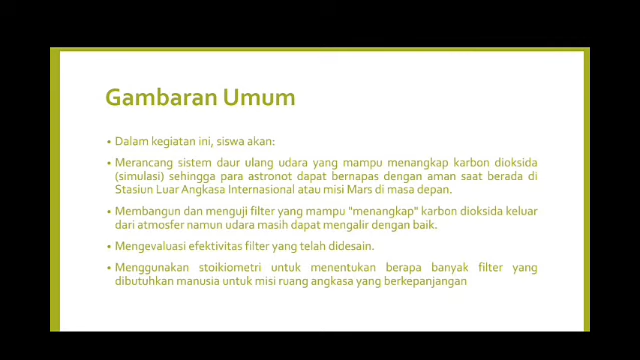 Gambaran Umum
• Dalam kegiatan ini, siswa akan:
• Merancang sistem daur ulang udara yang mampu menangkap karbon dioksida
(simulasi) sehingga para astronot dapat bernapas dengan aman saat berada di
Stasiun Luar Angkasa Internasional atau misi Mars di masa depan.
• Membangun dan menguji filter yang mampu "menangkap" karbon dioksida keluar
dari atmosfer namun udara masih dapat mengalir dengan baik.
• Mengevaluasi efektivitas filter yang telah didesain.
• Menggunakan stoikiometri untuk menentukan berapa banyak filter yang
dibutuhkan manusia untuk misi ruang angkasa yang berkepanjangan